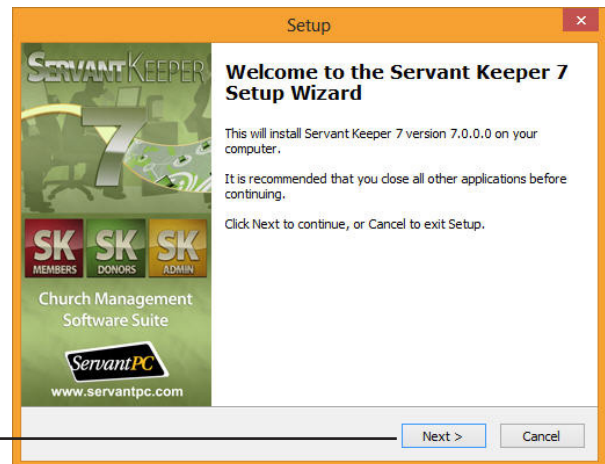 Setup
SERVANT KEEPER
7
SK
MEMBERS
SK
DONORS
SK
ADMIN
Church Management
Software Suite
ServantPC
www.servantpc.com
Welcome to the Servant Keeper 7
Setup Wizard
This will install Servant Keeper 7 version 7.0.0.0 on your
computer.
It is recommended that you close all other applications before
continuing.
Click Next to continue, or Cancel to exit Setup.
Next >
Cancel